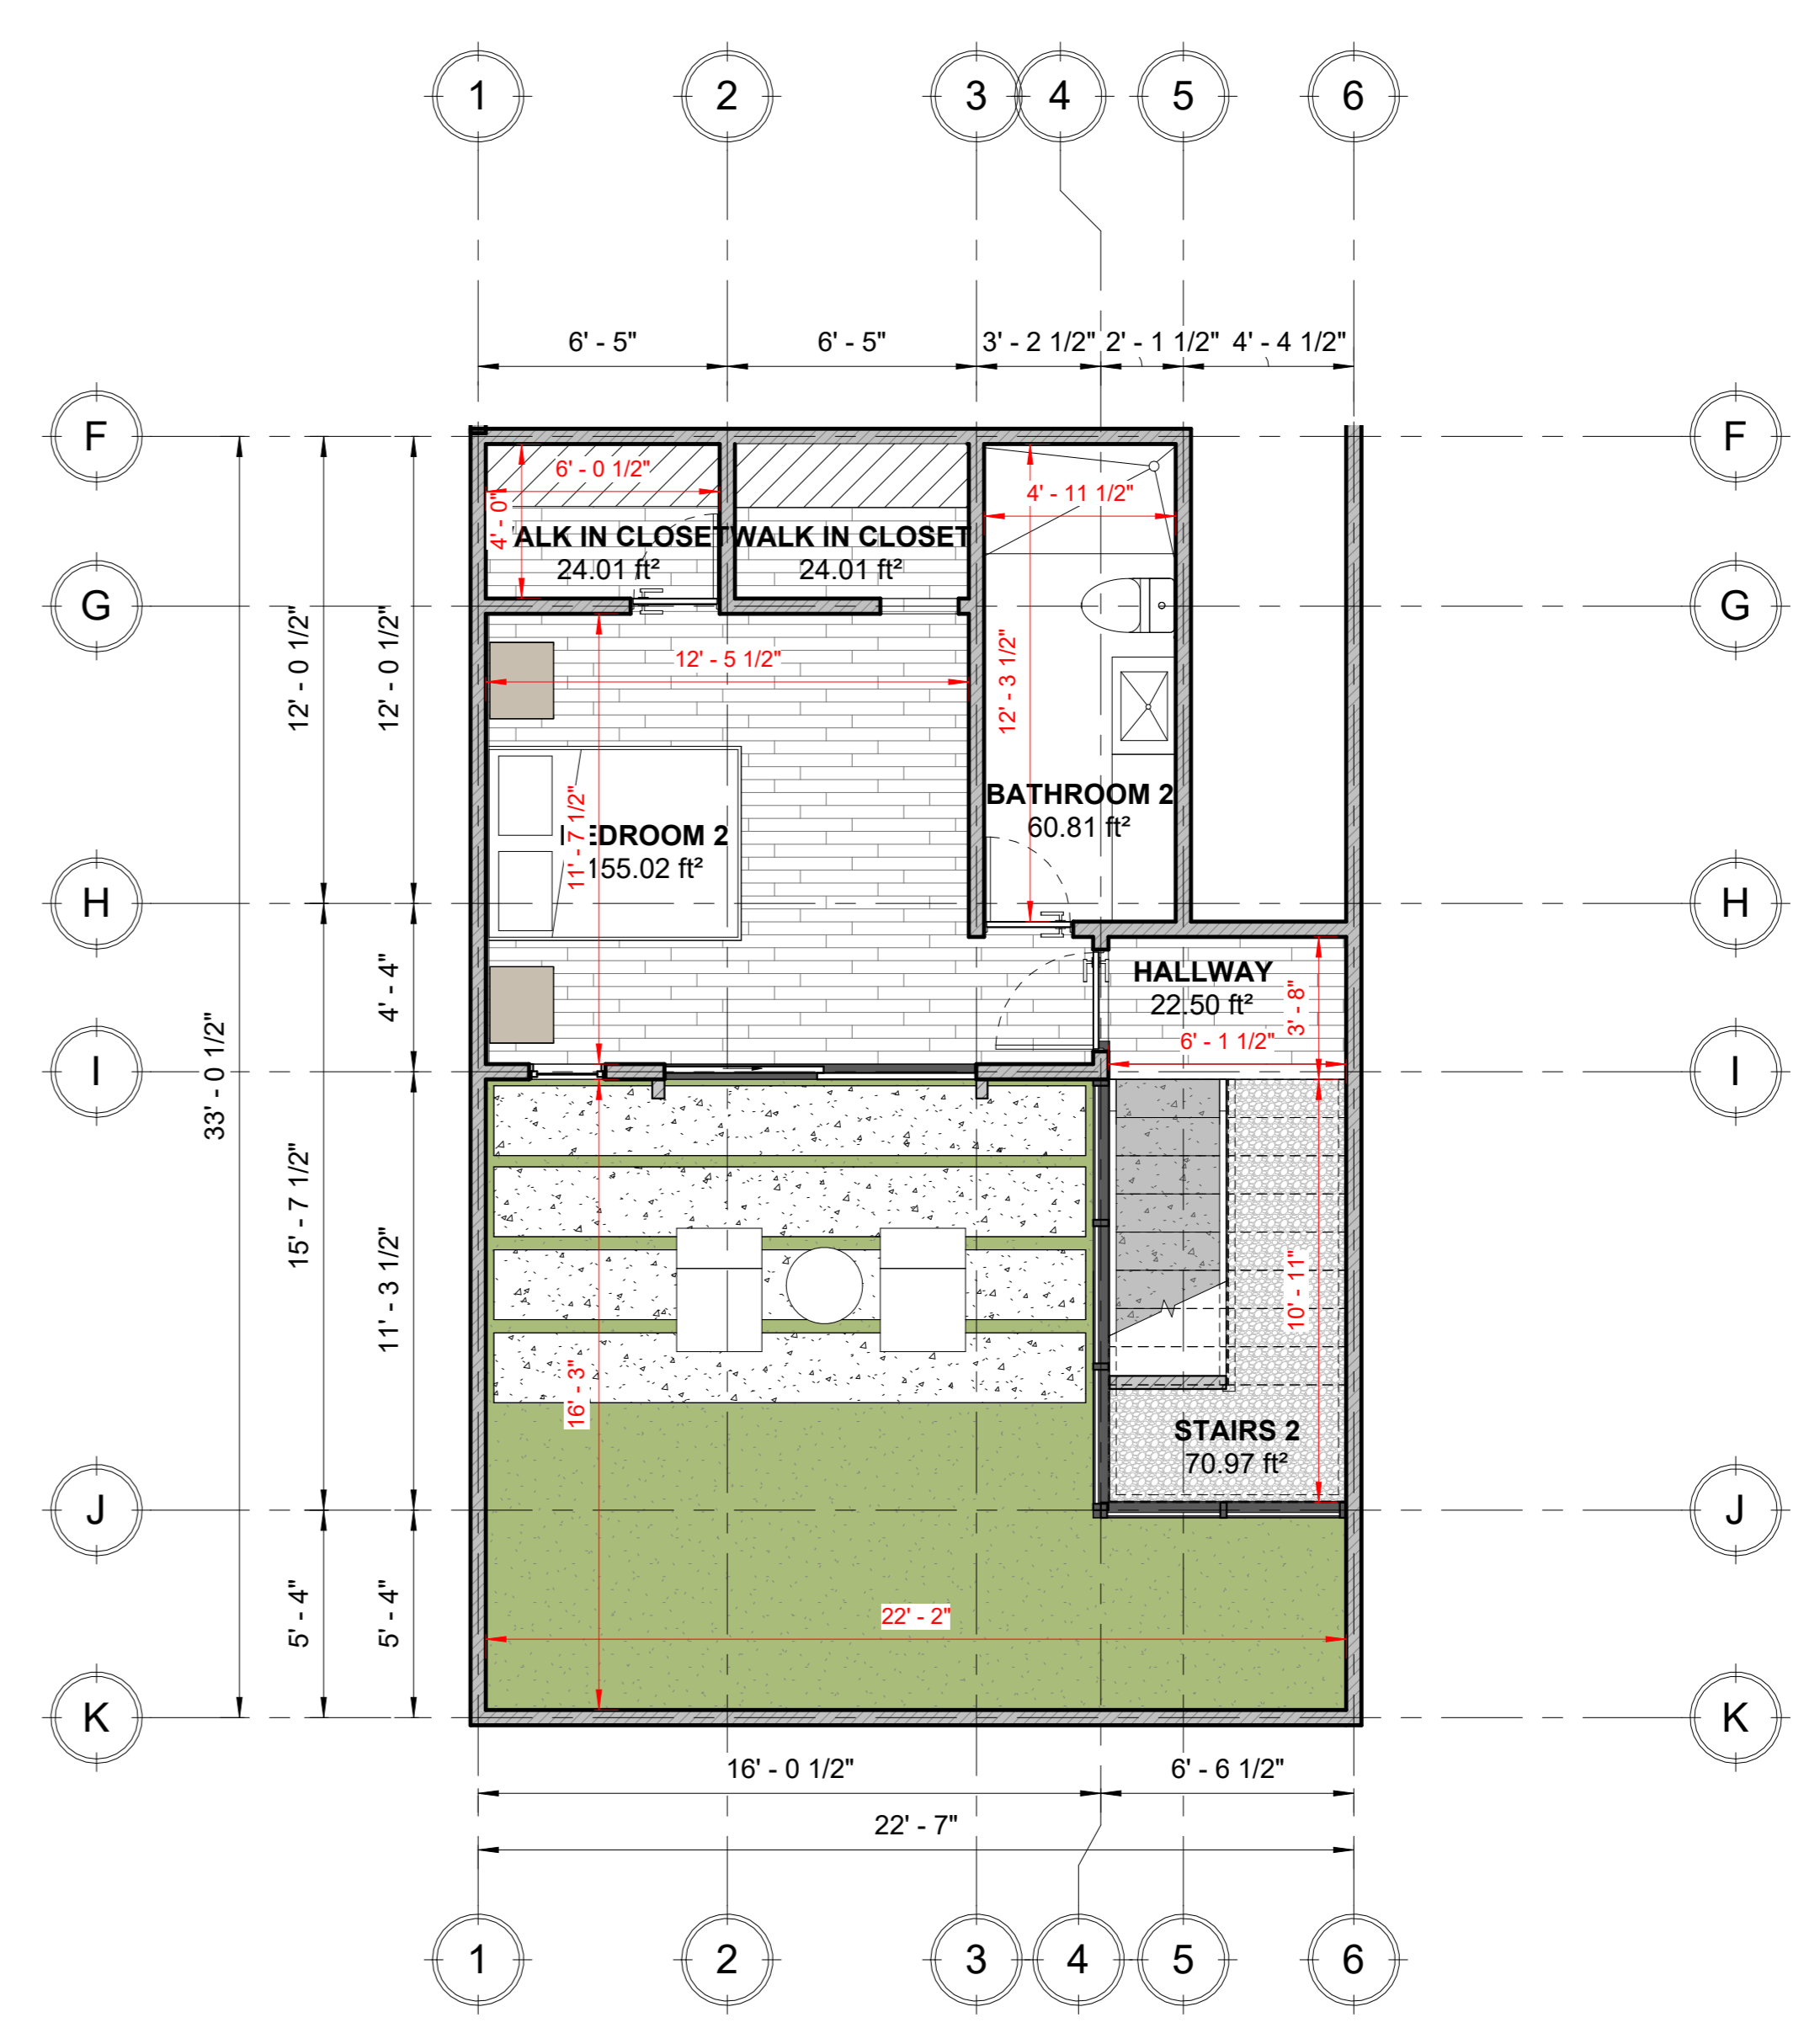 1 2 3 4 5 6
6' - 5" 6' - 5" 3' - 2 1/2" 2' - 1 1/2" 4' - 4 1/2"
F F
6' - 0 1/2"
4' - 0"
4' - 11 1/2"
ALK IN CLOSET
24.01 ft²
WALK IN CLOSET
24.01 ft²
G G
12' - 0 1/2"
12' - 0 1/2"
12' - 5 1/2"
12' - 3 1/2"
BATHROOM 2
60.81 ft²
11' - 7 1/2"
EDROOM 2
155.02 ft²
H H
4' - 4"
HALLWAY
22.50 ft²
3' - 8"
6' - 1 1/2"
33' - 0 1/2"
I I
15' - 7 1/2"
11' - 3 1/2"
10' - 11"
16' - 3"
STAIRS 2
70.97 ft²
J J
5' - 4"
5' - 4"
22' - 2"
K K
16' - 0 1/2" 6' - 6 1/2"
22' - 7"
1 2 3 4 5 6